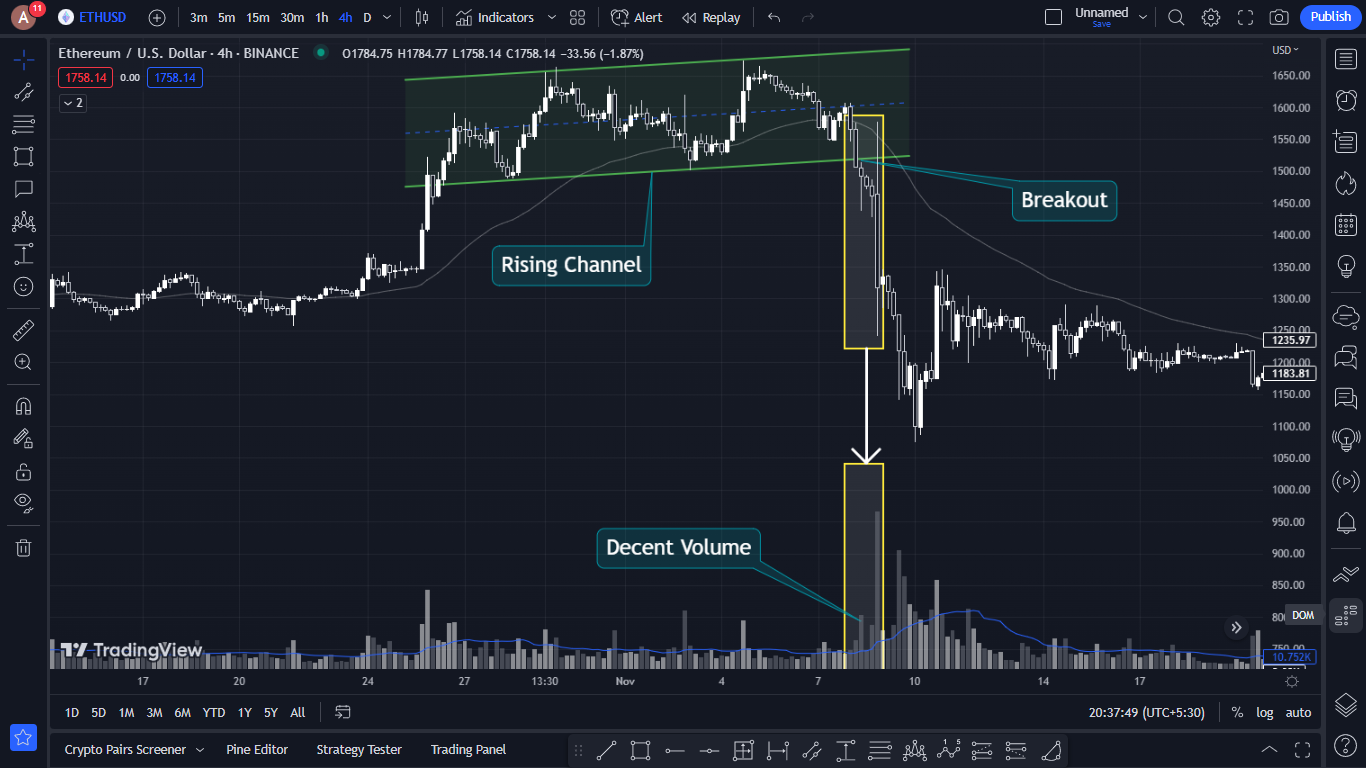 A
11
ETHUSD
3m 5m 15m 30m 1h 4h D
Indicators
Alert
Replay
Unnamed
Save
Publish
Ethereum / U.S. Dollar · 4h · BINANCE
O1784.75 H1784.77 L1758.14 C1758.14 −33.56 (−1.87%)
1758.14 0.00 1758.14
2
USD
1650.00
1600.00
1550.00
1500.00
1450.00
1400.00
1350.00
1300.00
1250.00
1235.97
1200.00
1183.81
1150.00
1100.00
1050.00
1000.00
950.00
900.00
850.00
DOM
750.00
10.752K
Breakout
Rising Channel
Decent Volume
TradingView
17 20 24 27 13:30 Nov 4 7 10 14 17
1D 5D 1M 3M 6M YTD 1Y 5Y All
20:37:49 (UTC+5:30) % log auto
Crypto Pairs Screener Pine Editor Strategy Tester Trading Panel